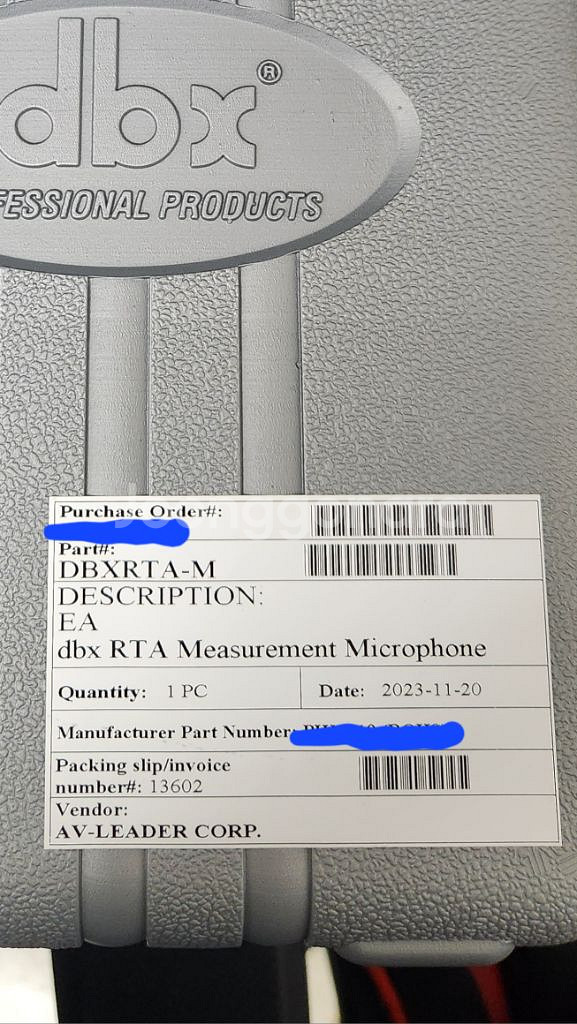 dbx®
FESSIONAL PRODUCTS
Purchase Order#:
Part#:
DBXRTA-M
DESCRIPTION:
EA
dbx RTA Measurement Microphone
Quantity: 1 PC
Date: 2023-11-20
Manufacturer Part Number:
Packing slip/invoice
number#: 13602
Vendor:
AV-LEADER CORP.